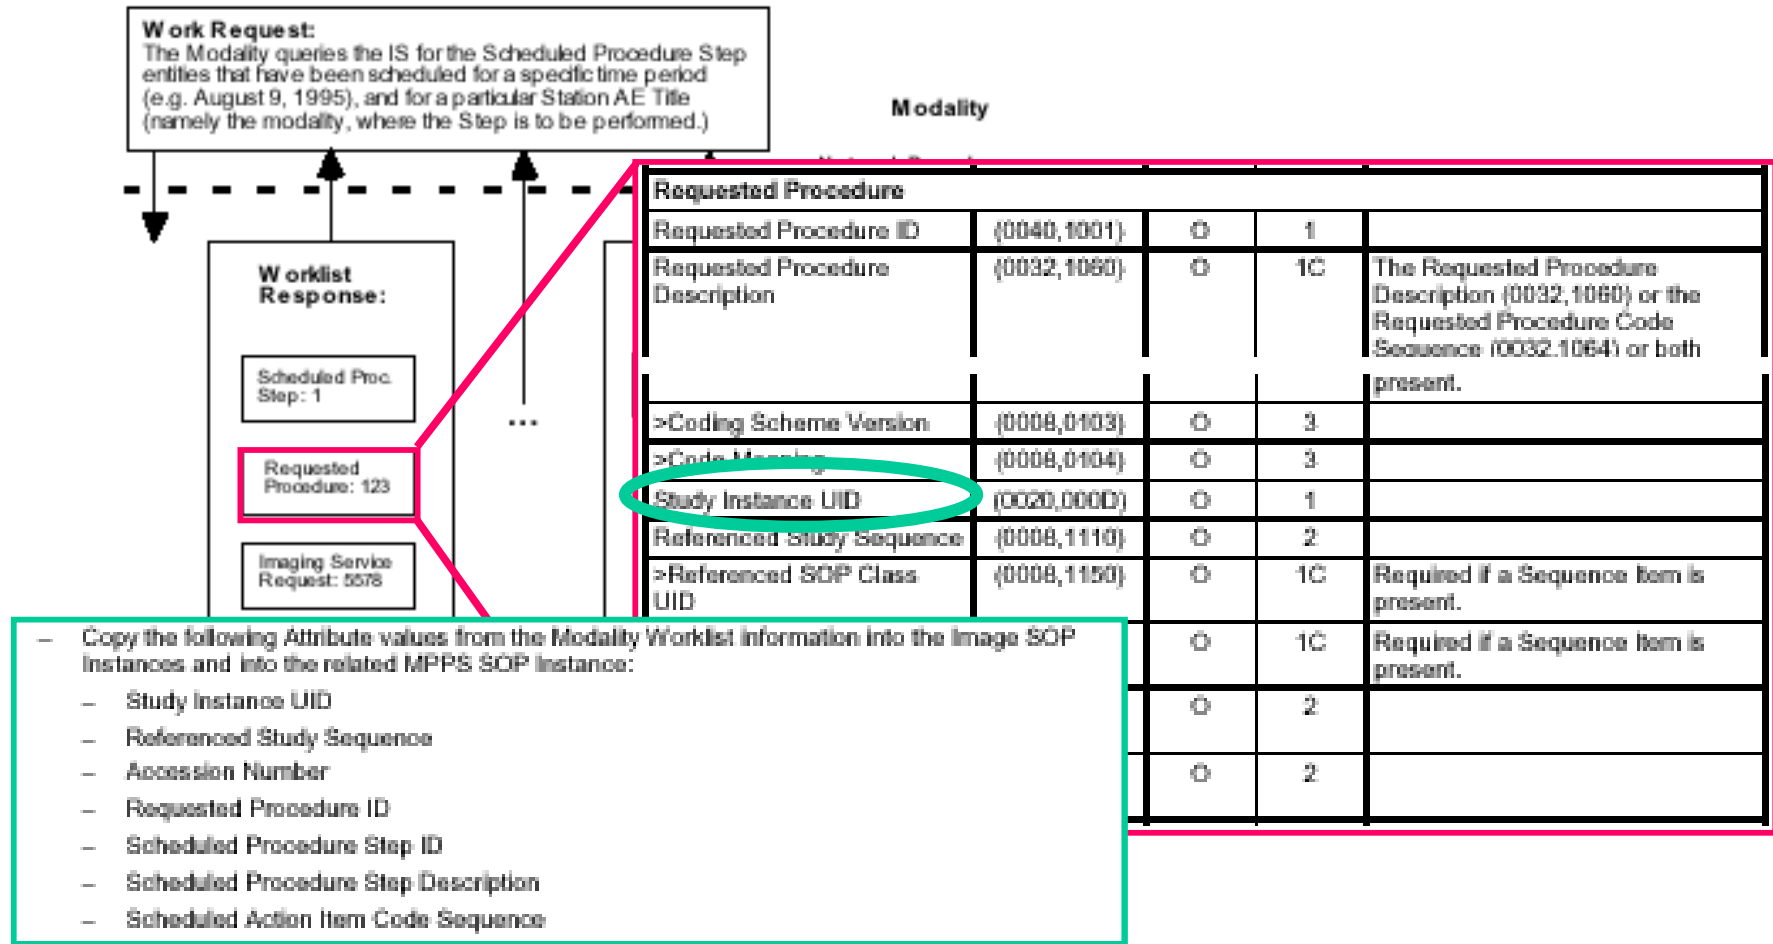 Work Request:
The Modality queries the IS for the Scheduled Procedure Step
entities that have been scheduled for a specific time period
(e.g. August 9, 1995), and for a particular Station AE Title
(namely the modality, where the Step is to be performed.)
Modality
Worklist
Response:
Scheduled Proc.
Step: 1
Requested
Procedure: 123
Imaging Service
Request: 5578
...
Requested Procedure
Requested Procedure ID (0040,1001) O 1
Requested Procedure (0032,1060) O 1C The Requested Procedure
Description Description (0032,1060) or the
Requested Procedure Code
Sequence (0032,1064) or both
present.
>Coding Scheme Version (0008,0103) O 3
>Code Meaning (0008,0104) O 3
Study Instance UID (0020,000D) O 1
Referenced Study Sequence (0008,1110) O 2
>Referenced SOP Class (0008,1150) O 1C Required if a Sequence Item is
UID present.
O 1C Required if a Sequence Item is
present.
O 2
O 2
– Copy the following Attribute values from the Modality Worklist information into the Image SOP
Instances and into the related MPPS SOP Instance:
– Study Instance UID
– Referenced Study Sequence
– Accession Number
– Requested Procedure ID
– Scheduled Procedure Step ID
– Scheduled Procedure Step Description
– Scheduled Action Item Code Sequence